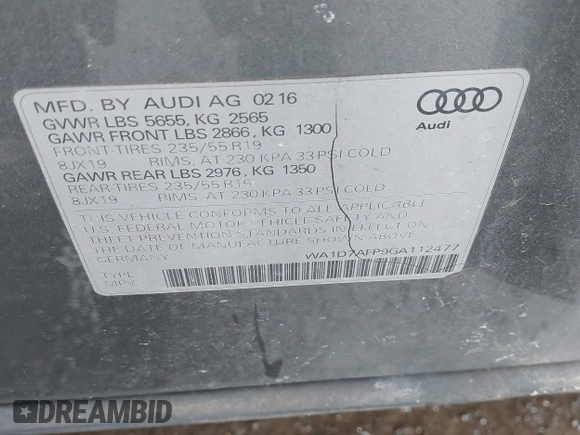 MFD. BY AUDI AG 02 16
GVWR LBS 5655, KG 2565
GAWR FRONT LBS 2866, KG 1300
FRONT-TIRES 235/55 R19
8JX19 RIMS, AT 230 KPA 33 PSI COLD
GAWR REAR LBS 2976, KG 1350
REAR-TIRES 235/55 R19
8JX19 RIMS, AT 230 KPA 33 PSI COLD
THIS VEHICLE CONFORMS TO ALL APPLICABLE
U.S. FEDERAL MOTOR VEHICLE SAFETY AND
THEFT PREVENTION STANDARDS IN EFFECT ON
THE DATE OF MANUFACTURE SHOWN ABOVE.
WA1D7AFP9GA112477
TYPE
MPV
Audi
DREAMBID